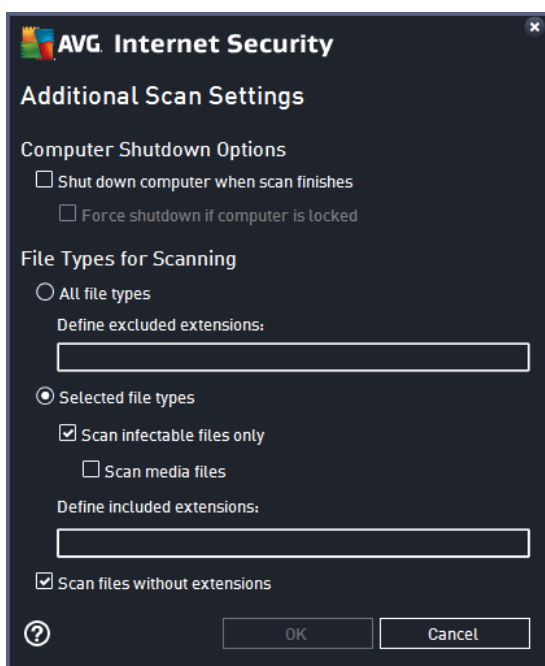 AVG. Internet Security
Additional Scan Settings
Computer Shutdown Options
Shut down computer when scan finishes
Force shutdown if computer is locked
File Types for Scanning
All file types
Define excluded extensions:
Selected file types
Scan infectable files only
Scan media files
Define included extensions:
Scan files without extensions
? OK Cancel